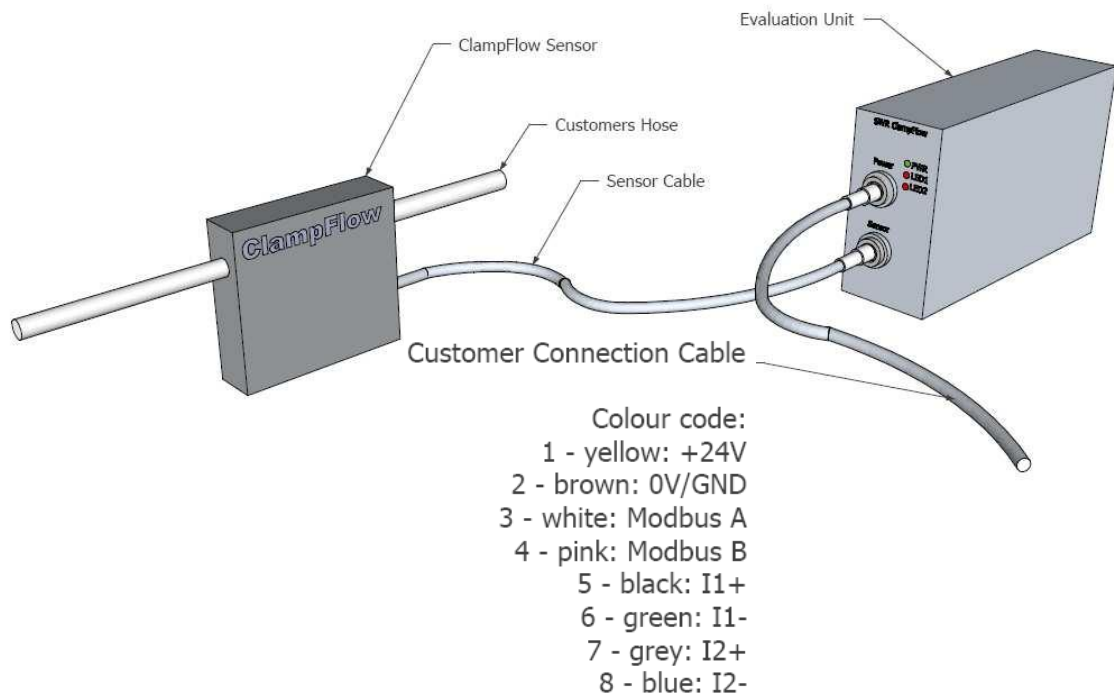 Evaluation Unit
ClampFlow Sensor
Customers Hose
Sensor Cable
SWR ClampFlow
Power
PWR
LED1
LED2
Sensor
ClampFlow
Customer Connection Cable
Colour code:
1 - yellow: +24V
2 - brown: 0V/GND
3 - white: Modbus A
4 - pink: Modbus B
5 - black: I1+
6 - green: I1-
7 - grey: I2+
8 - blue: I2-